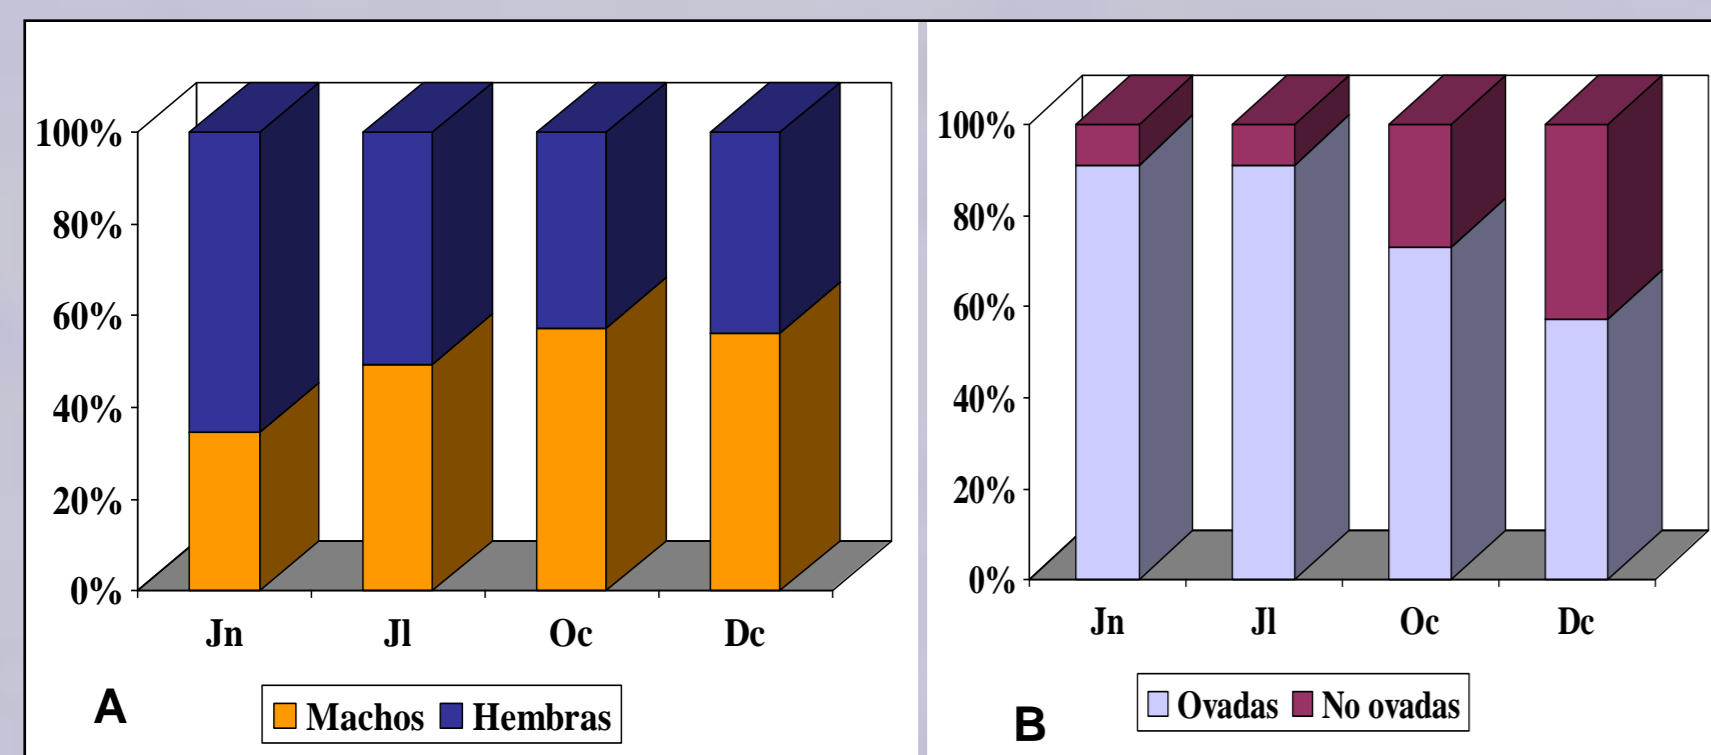 100%
80%
60%
40%
20%
0%
Jn Jl Oc Dc
Machos Hembras
A
100%
80%
60%
40%
20%
0%
Jn Jl Oc Dc
Ovadas No ovadas
B